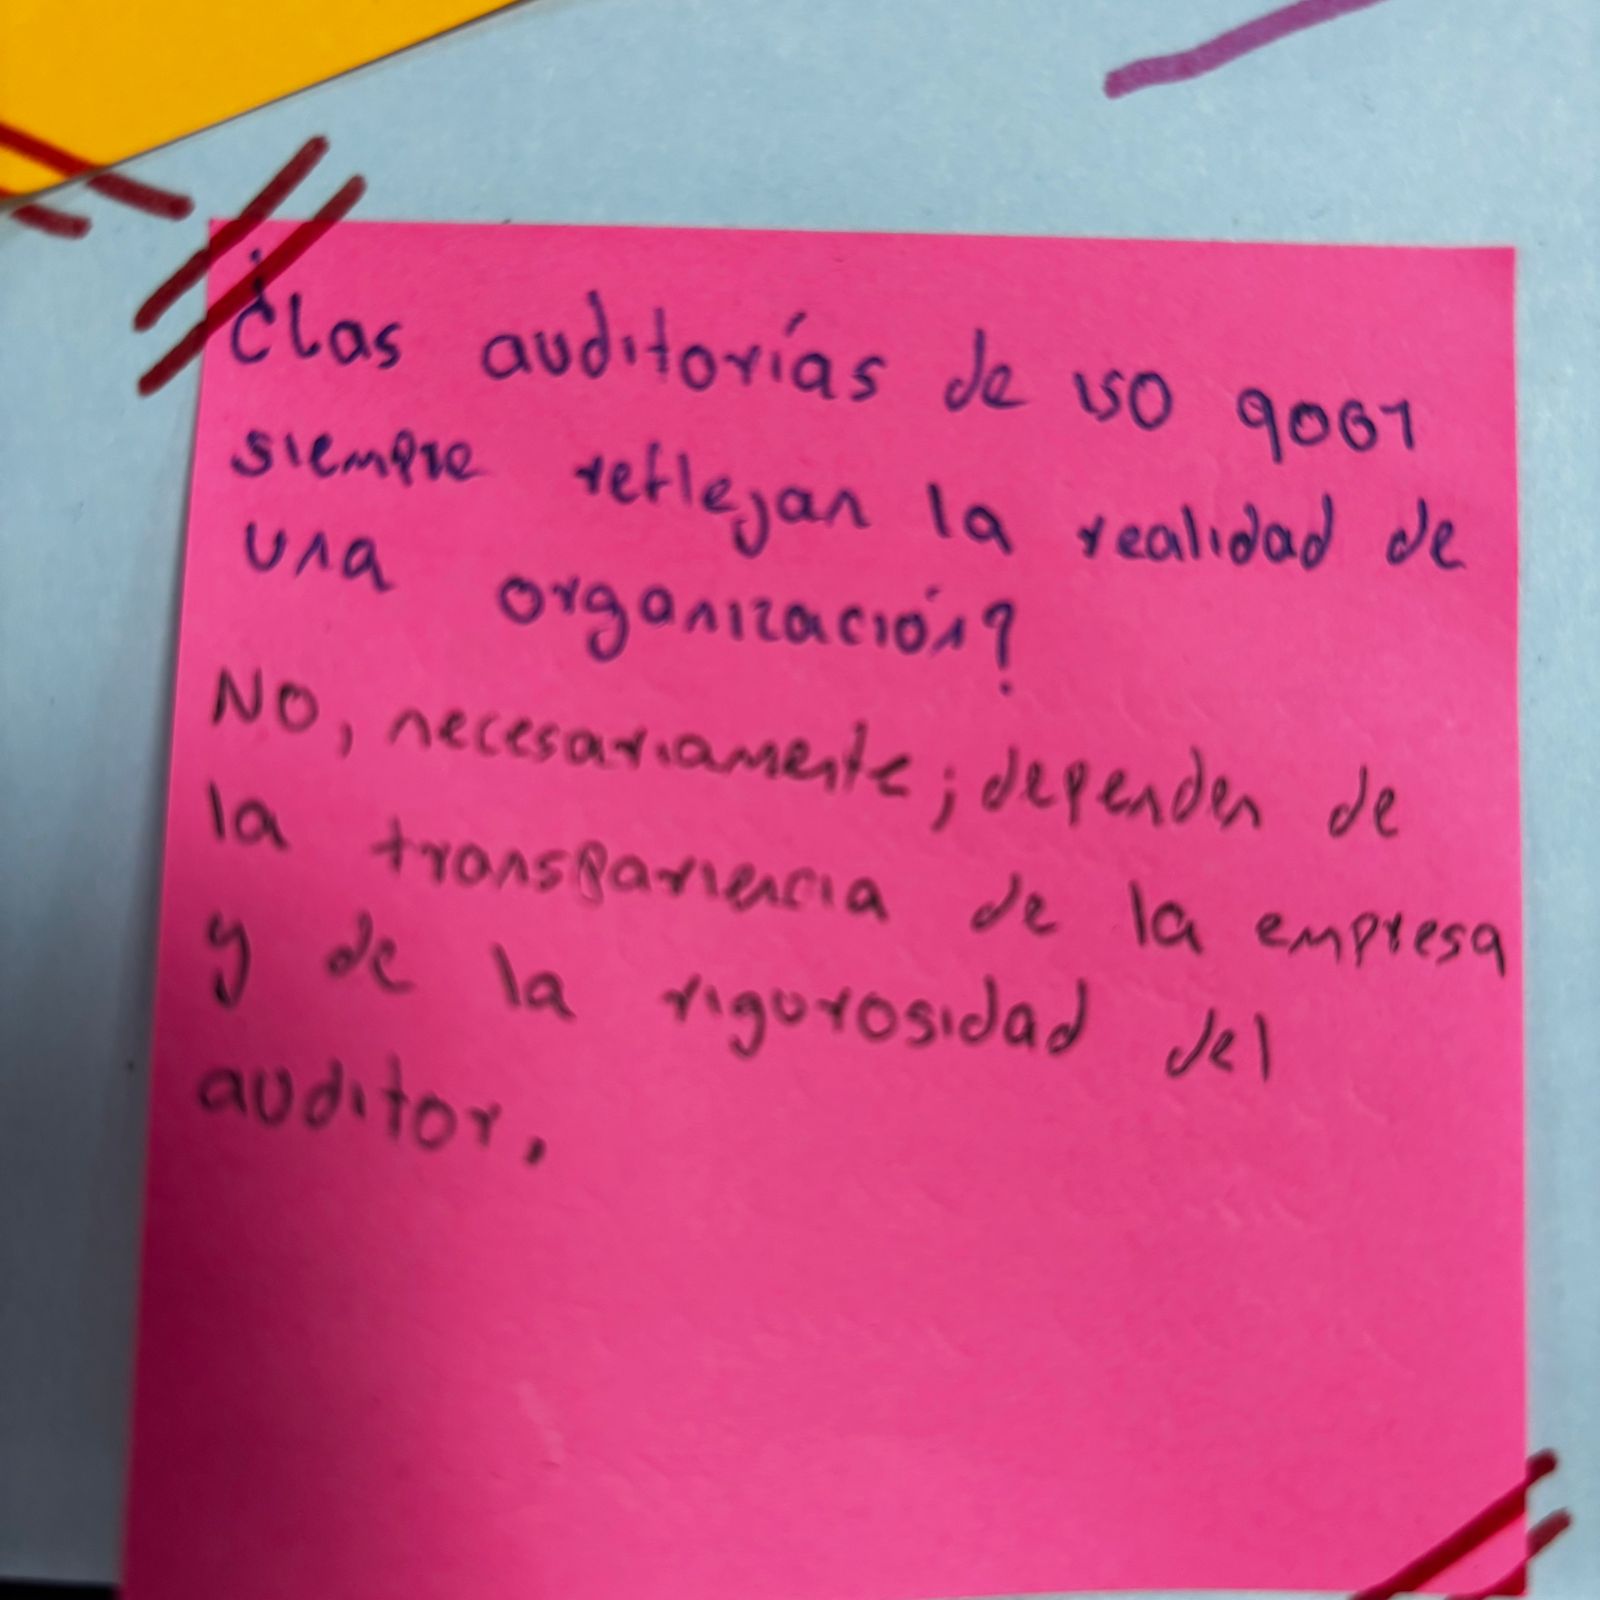 ¿Las auditorías de ISO 9001
siempre reflejan la realidad de
una organización?
NO, necesariamente; dependen de
la transpariencia de la empresa
y de la rigurosidad del
auditor.